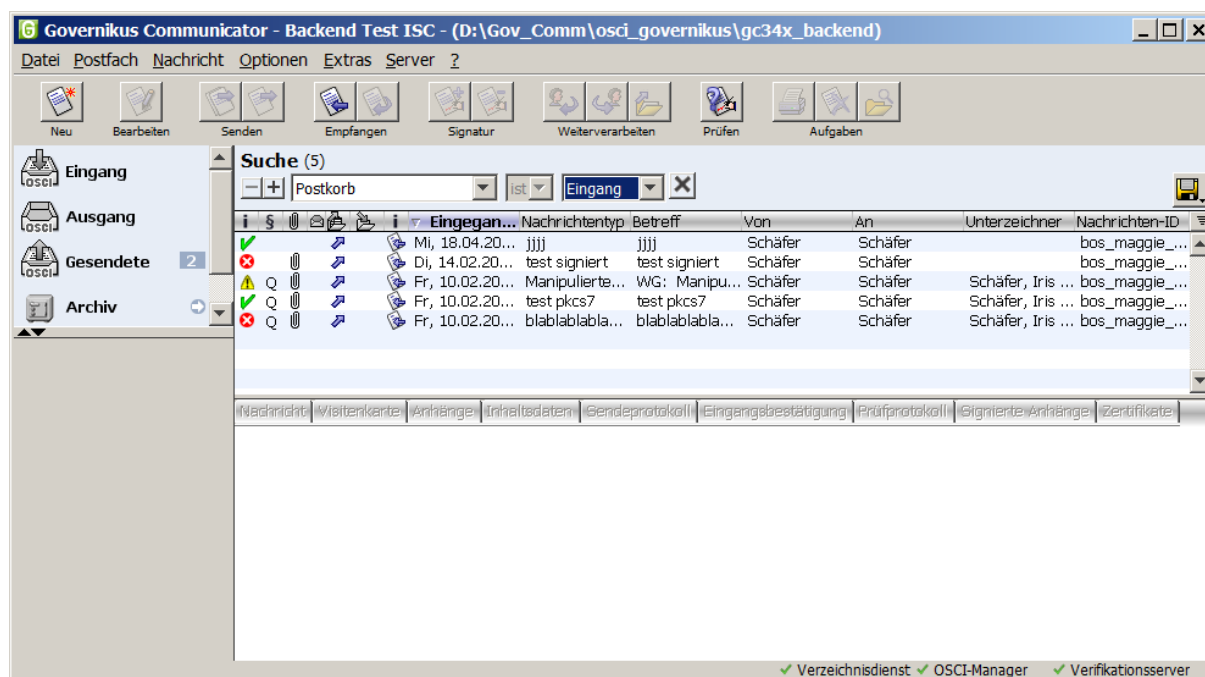 Governikus Communicator - Backend Test ISC - (D:\Gov_Comm\osci_governikus\gc34x_backend)
Datei Postfach Nachricht Optionen Extras Server ?
Neu Bearbeiten Senden Empfangen Signatur Weiterverarbeiten Prüfen Aufgaben
OSCI Eingang
OSCI Ausgang
OSCI Gesendete 2
Archiv
Suche (5)
Postkorb ist Eingang
i § i Eingegan... Nachrichtentyp Betreff Von An Unterzeichner Nachrichten-ID
Mi, 18.04.20... jjjj jjjj Schäfer Schäfer bos_maggie_...
Di, 14.02.20... test signiert test signiert Schäfer Schäfer bos_maggie_...
Q Fr, 10.02.20... Manipulierte... WG: Manipu... Schäfer Schäfer Schäfer, Iris ... bos_maggie_...
Q Fr, 10.02.20... test pkcs7 test pkcs7 Schäfer Schäfer Schäfer, Iris ... bos_maggie_...
Q Fr, 10.02.20... blablablabla... blablablabla... Schäfer Schäfer Schäfer, Iris ... bos_maggie_...
Nachricht Visitenkarte Anhänge Inhaltsdaten Sendeprotokoll Eingangsbestätigung Prüfprotokoll Signierte Anhänge Zertifikate
Verzeichnisdienst OSCI-Manager Verifikationsserver